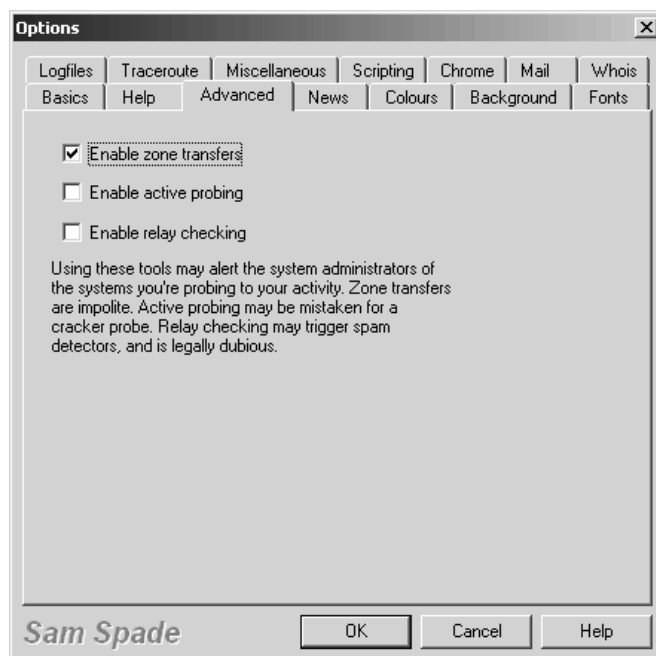 Options
Logfiles Traceroute Miscellaneous Scripting Chrome Mail Whois
Basics Help Advanced News Colours Background Fonts
Enable zone transfers
Enable active probing
Enable relay checking
Using these tools may alert the system administrators of
the systems you're probing to your activity. Zone transfers
are impolite. Active probing may be mistaken for a
cracker probe. Relay checking may trigger spam
detectors, and is legally dubious.
Sam Spade OK Cancel Help